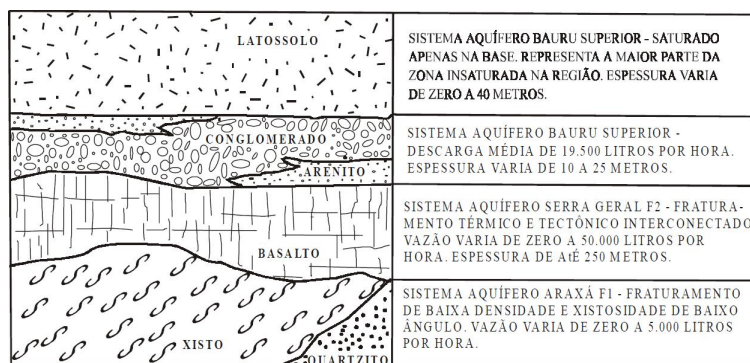 LATOSSOLO
SISTEMA AQUÍFERO BAURU SUPERIOR - SATURADO
APENAS NA BASE. REPRESENTA A MAIOR PARTE DA
ZONA INSATURADA NA REGIÃO. ESPESSURA VARIA
DE ZERO A 40 METROS.
CONGLOMERADO
ARENITO
SISTEMA AQUÍFERO BAURU SUPERIOR -
DESCARGA MÉDIA DE 19.500 LITROS POR HORA.
ESPESSURA VARIA DE 10 A 25 METROS.
BASALTO
SISTEMA AQUÍFERO SERRA GERAL F2 - FRATURA-
MENTO TÉRMICO E TECTÔNICO INTERCONECTADO
VAZÃO VARIA DE ZERO A 50.000 LITROS POR
HORA. ESPESSURA DE AtÉ 250 METROS.
XISTO
QUARTZITO
SISTEMA AQUÍFERO ARAXÁ F1 - FRATURAMENTO
DE BAIXA DENSIDADE E XISTOSIDADE DE BAIXO
ÂNGULO. VAZÃO VARIA DE ZERO A 5.000 LITROS
POR HORA.